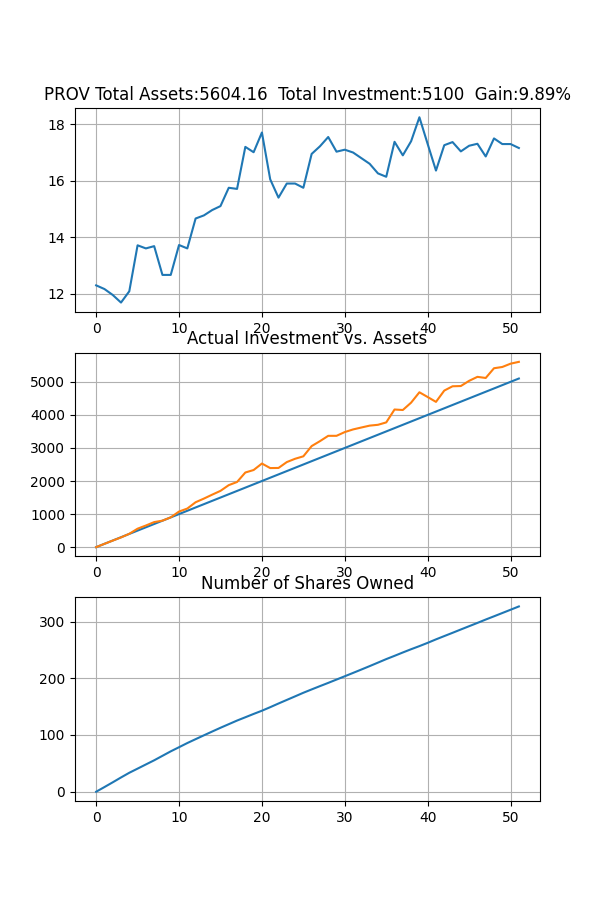 PROV Total Assets:5604.16  Total Investment:5100  Gain:9.89%
18
16
14
12
0 10 20 30 40 50
Actual Investment vs. Assets
5000
4000
3000
2000
1000
0
0 10 20 30 40 50
Number of Shares Owned
300
200
100
0
0 10 20 30 40 50